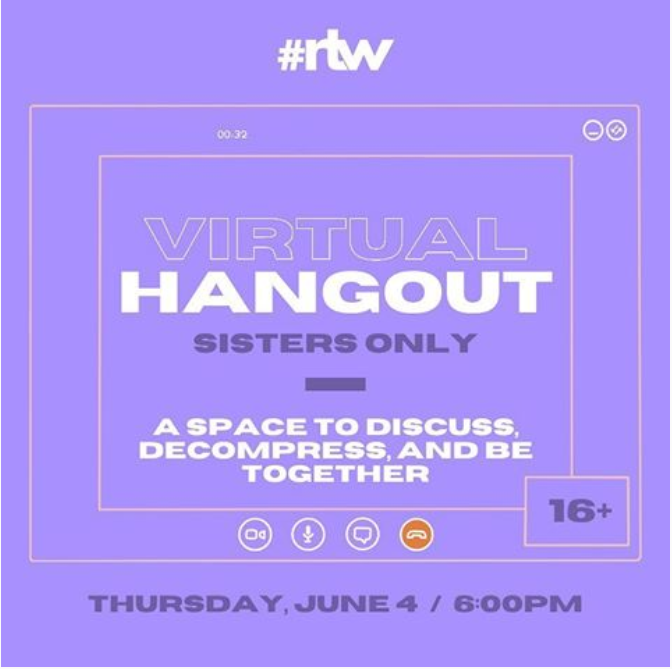 #rtw
00:32
VIRTUAL
HANGOUT
SISTERS ONLY
A SPACE TO DISCUSS,
DECOMPRESS, AND BE
TOGETHER
16+
THURSDAY, JUNE 4 / 6:00PM